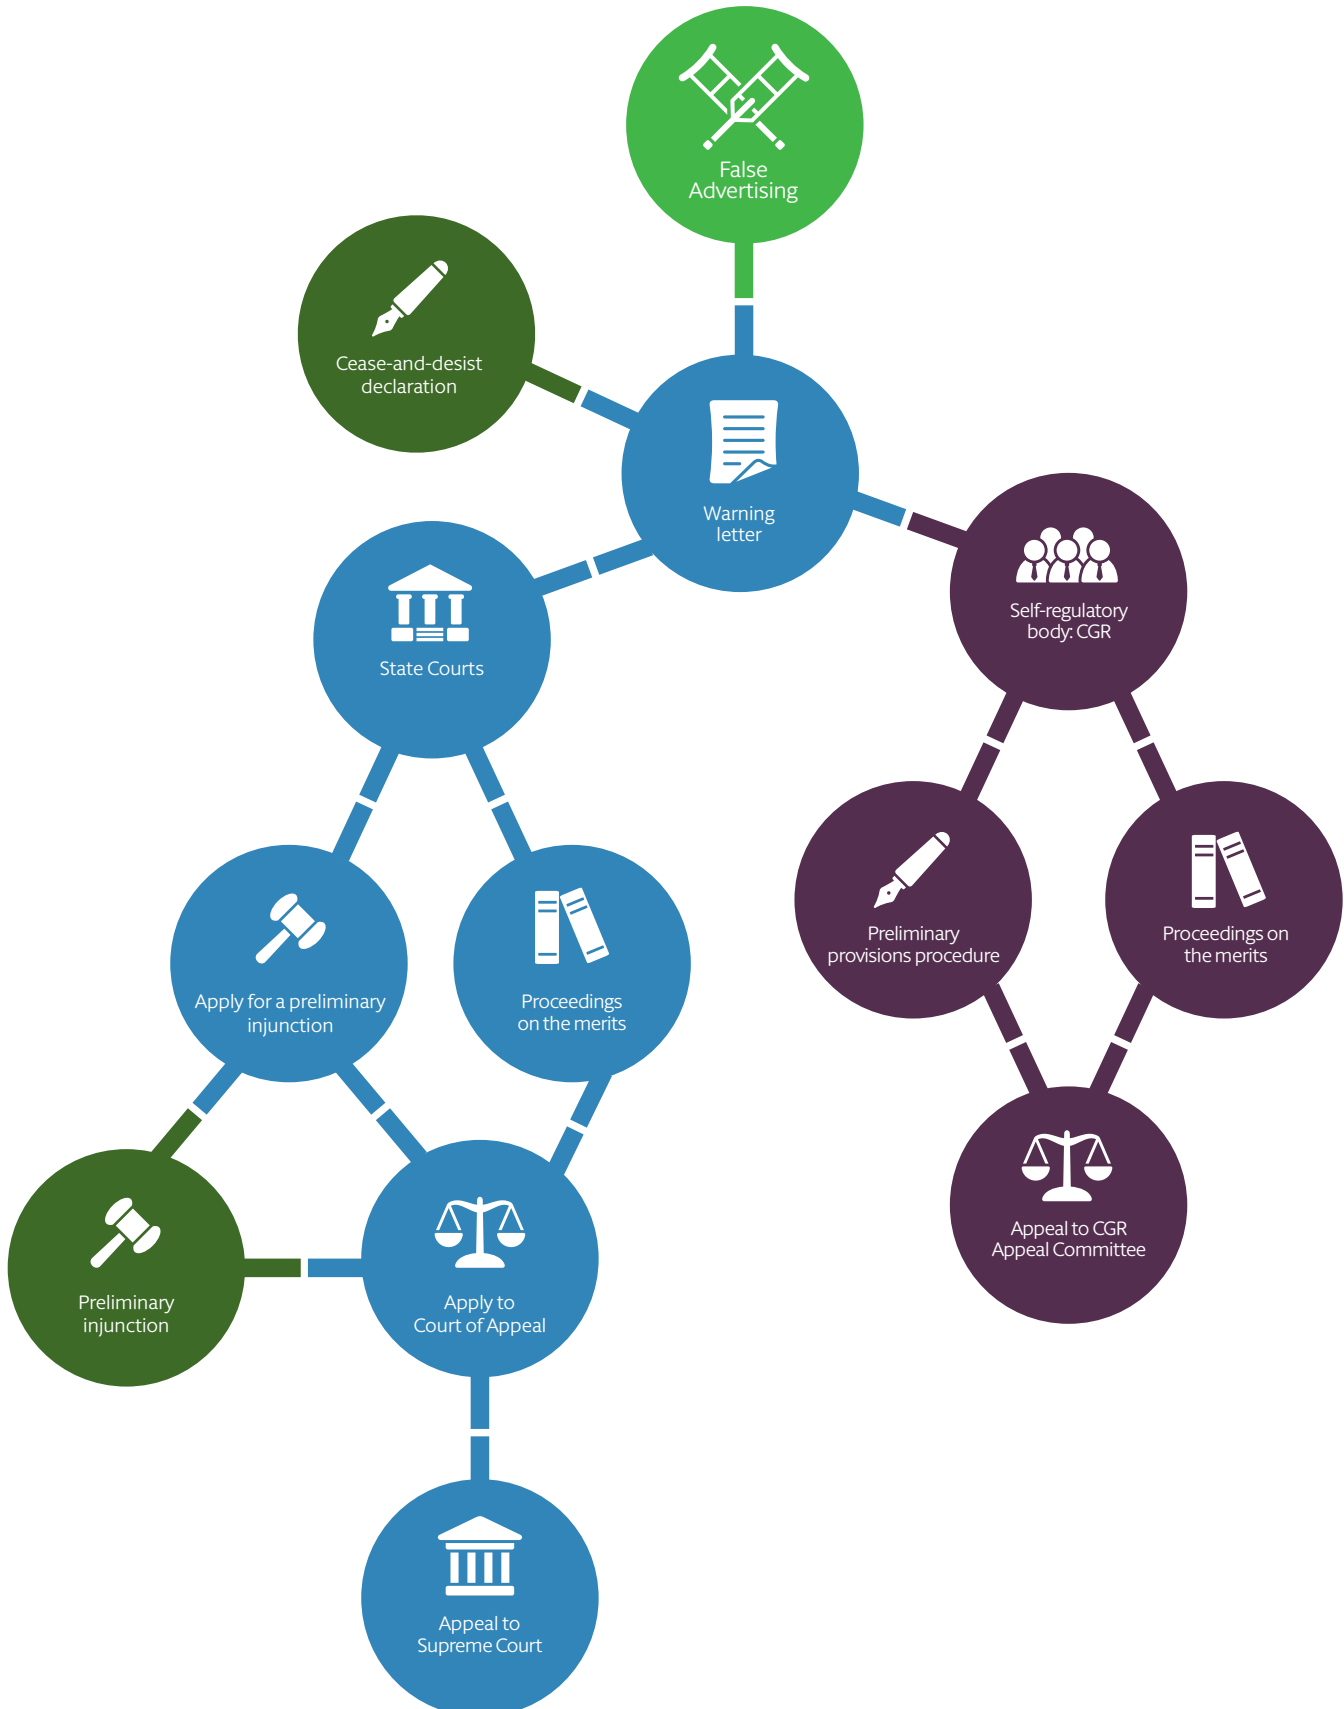 False
Advertising
Cease-and-desist
declaration
Warning
letter
Self-regulatory
body: CGR
State Courts
Preliminary
provisions procedure
Proceedings on
the merits
Apply for a preliminary
injunction
Proceedings
on the merits
Appeal to CGR
Appeal Committee
Preliminary
injunction
Apply to
Court of Appeal
Appeal to
Supreme Court